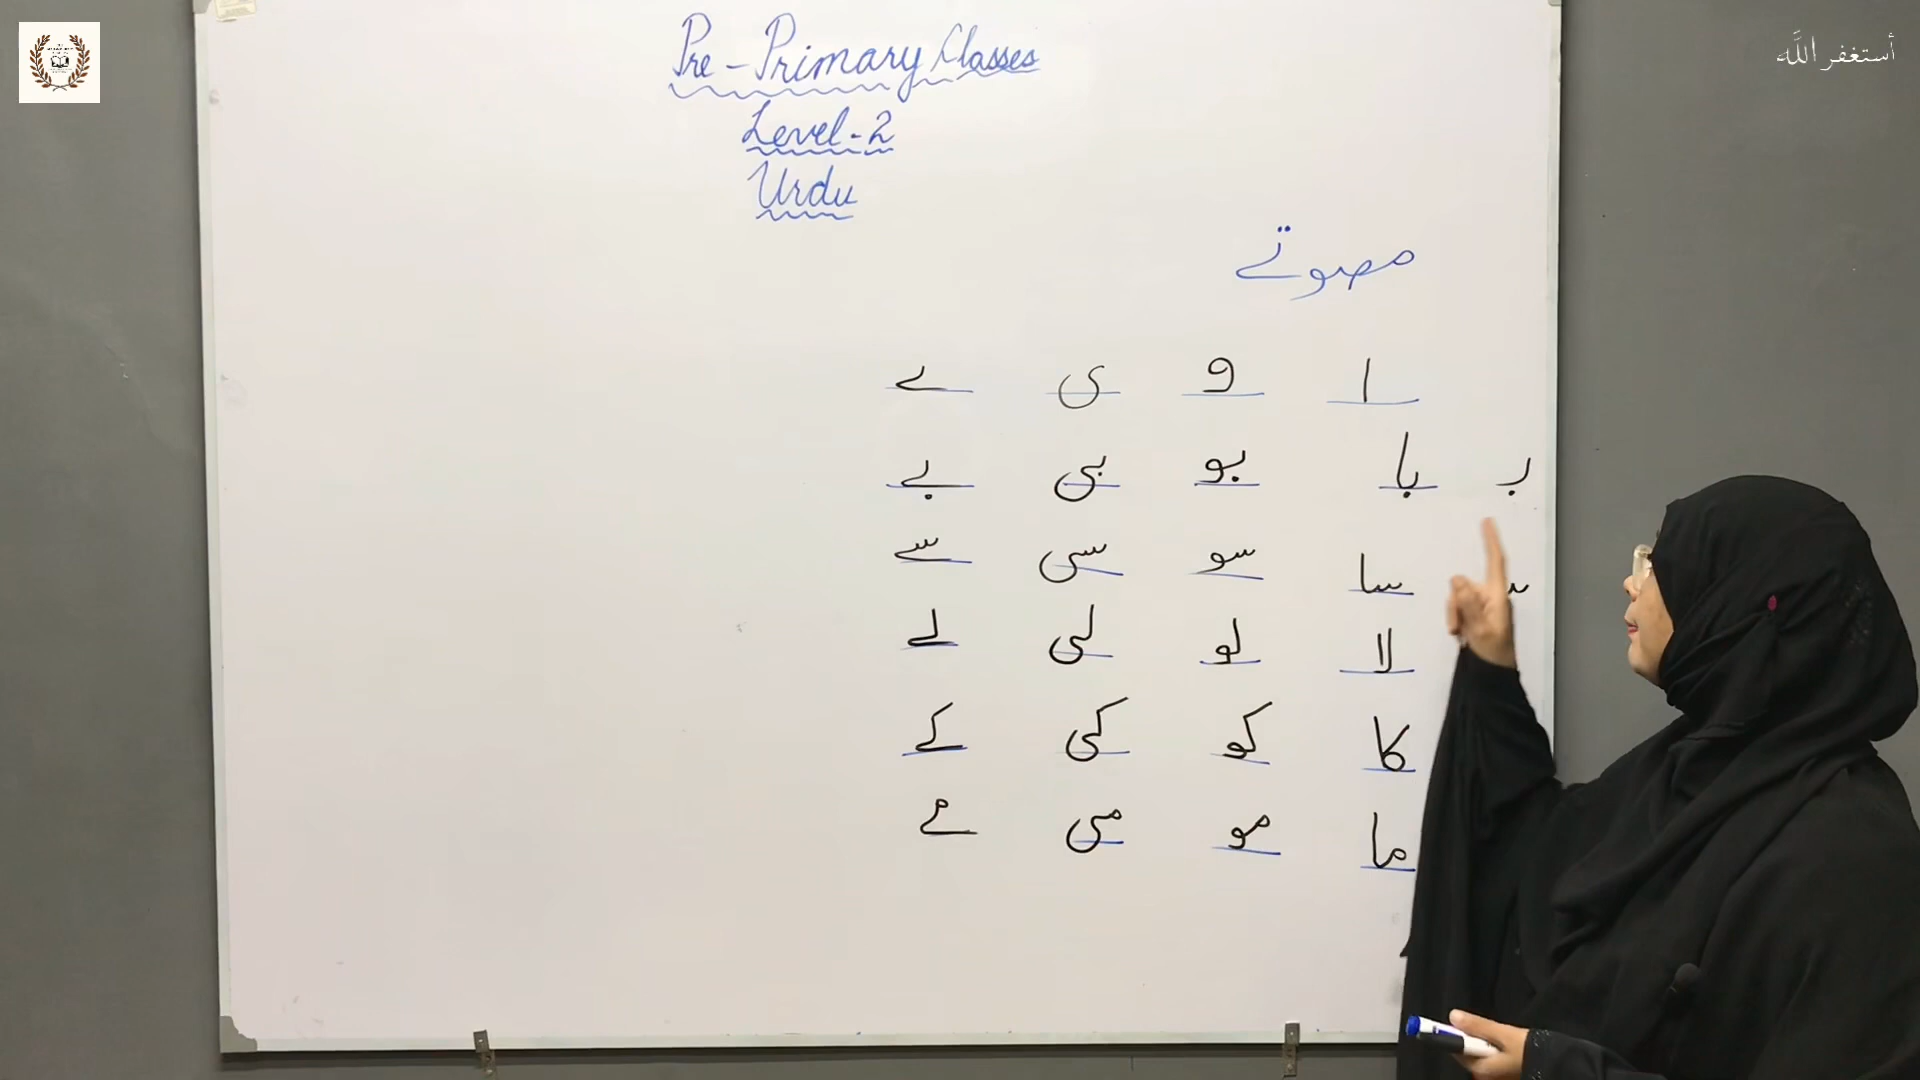 أستغفر الله
Pre-Primary Classes
Level-2
Urdu
مصوتے
ا و ی ے
بـ با بو بی بے
سا سو سی سے
لا لو لی لے
کا کو کی کے
ما مو می مے